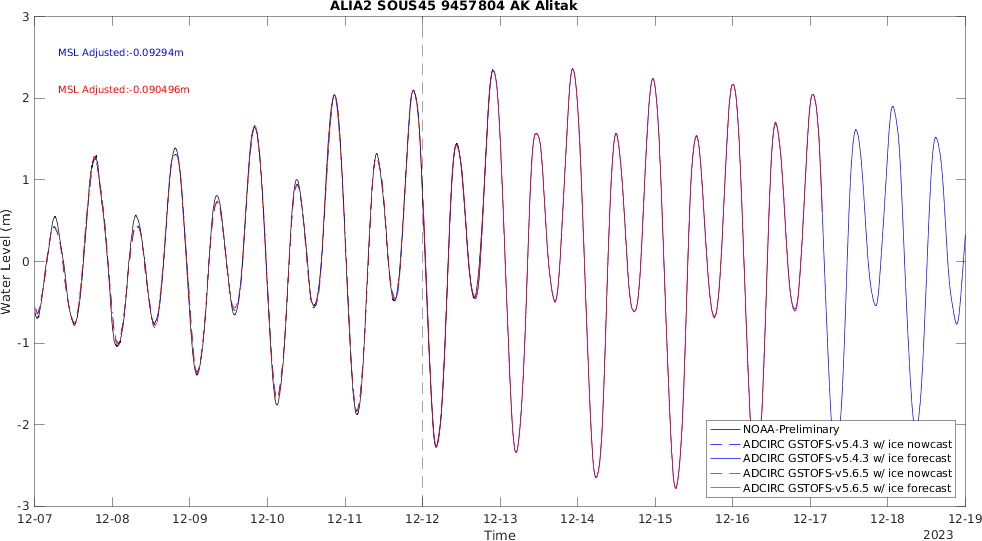 ALIA2 SOUS45 9457804 AK Alitak
MSL Adjusted:-0.09294m
MSL Adjusted:-0.090496m
Water Level (m)
3
2
1
0
-1
-2
-3
NOAA-Preliminary
ADCIRC GSTOFS-v5.4.3 w/ ice nowcast
ADCIRC GSTOFS-v5.4.3 w/ ice forecast
ADCIRC GSTOFS-v5.6.5 w/ ice nowcast
ADCIRC GSTOFS-v5.6.5 w/ ice forecast
12-07 12-08 12-09 12-10 12-11 12-12 12-13 12-14 12-15 12-16 12-17 12-18 12-19
Time
2023